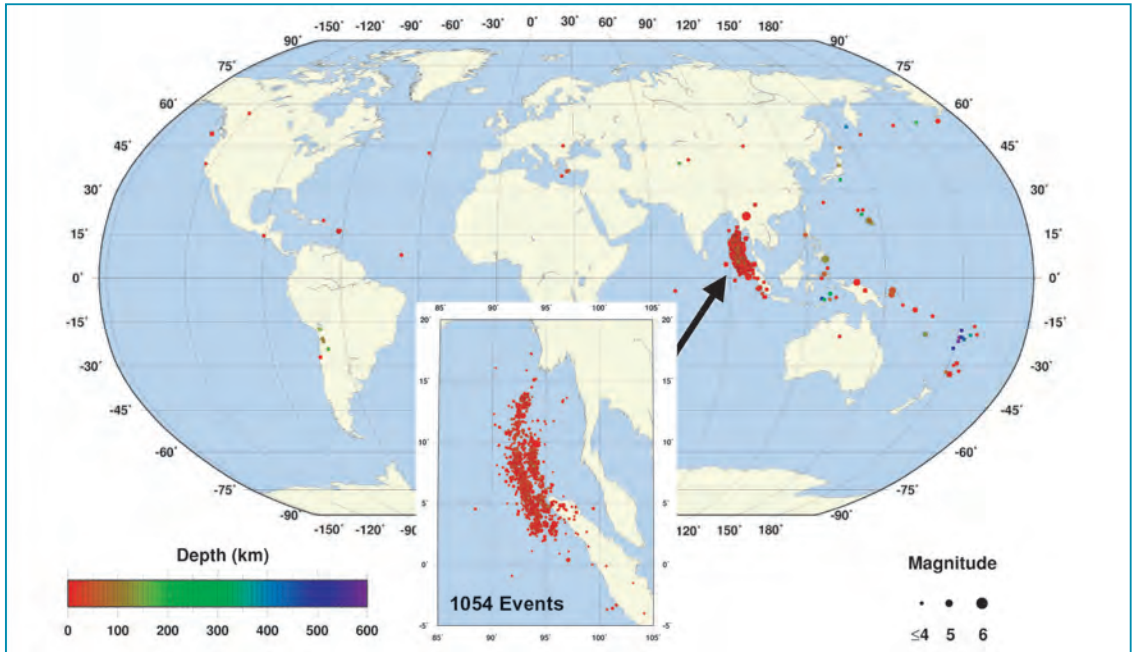 -150˚ -120˚ -90˚ -60˚ -30˚ 0˚ 30˚ 60˚ 90˚ 120˚ 150˚ 180˚
90˚ 90˚
75˚ 75˚
60˚ 60˚
45˚ 45˚
30˚ 30˚
15˚ 15˚
0˚ 0˚
-15˚ -15˚
-30˚ -30˚
-45˚ -45˚
-60˚ -60˚
-75˚ -75˚
-90˚ -90˚
-150˚ -120˚ -90˚ 90˚ 120˚ 150˚ 180˚
85˚ 90˚ 95˚ 100˚ 105˚
20˚ 20˚
15˚ 15˚
10˚ 10˚
5˚ 5˚
0˚ 0˚
-5˚ -5˚
85˚ 90˚ 95˚ 100˚ 105˚
1054 Events
Depth (km)
0 100 200 300 400 500 600
Magnitude
≤4 5 6